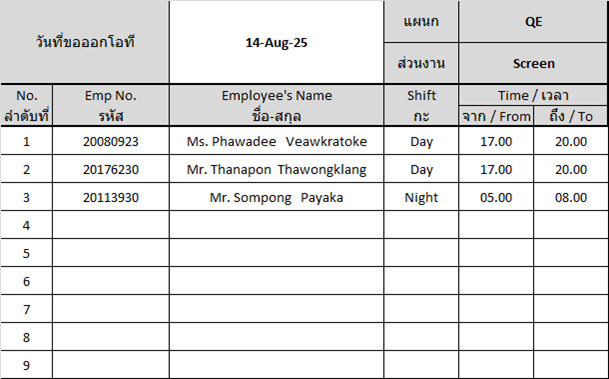 วันที่ขอออกโอที 14-Aug-25 แผนก QE
ส่วนงาน Screen
No. Emp No. Employee's Name Shift Time / เวลา
ลำดับที่ รหัส ชื่อ-สกุล กะ จาก / From ถึง / To
1 20080923 Ms. Phawadee Veawkratoke Day 17.00 20.00
2 20176230 Mr. Thanapon Thawongklang Day 17.00 20.00
3 20113930 Mr. Sompong Payaka Night 05.00 08.00
4
5
6
7
8
9